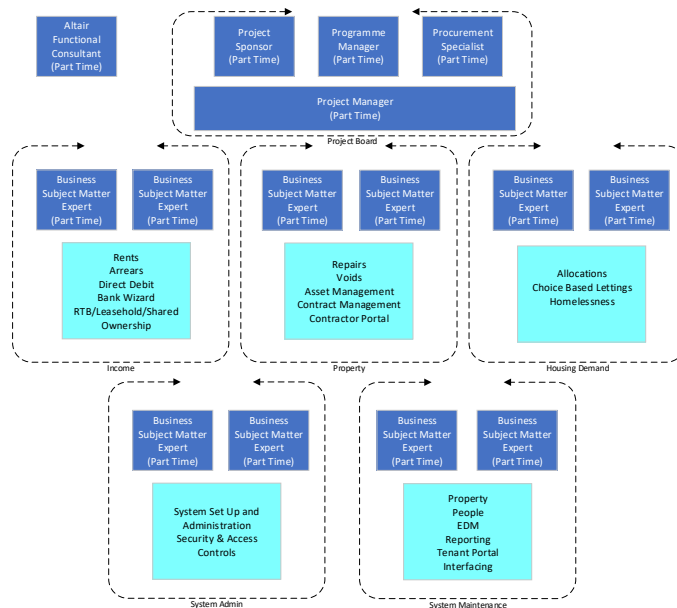 Altair
Functional
Consultant
(Part Time)
Project
Sponsor
(Part Time)
Programme
Manager
(Part Time)
Procurement
Specialist
(Part Time)
Project Manager
(Part Time)
Project Board
Business
Subject Matter
Expert
(Part Time)
Business
Subject Matter
Expert
(Part Time)
Rents
Arrears
Direct Debit
Bank Wizard
RTB/Leasehold/Shared
Ownership
Income
Business
Subject Matter
Expert
(Part Time)
Business
Subject Matter
Expert
(Part Time)
Repairs
Voids
Asset Management
Contract Management
Contractor Portal
Property
Business
Subject Matter
Expert
(Part Time)
Business
Subject Matter
Expert
(Part Time)
Allocations
Choice Based Lettings
Homelessness
Housing Demand
Business
Subject Matter
Expert
(Part Time)
Business
Subject Matter
Expert
(Part Time)
System Set Up and
Administration
Security & Access
Controls
System Admin
Business
Subject Matter
Expert
(Part Time)
Business
Subject Matter
Expert
(Part Time)
Property
People
EDM
Reporting
Tenant Portal
Interfacing
System Maintenance